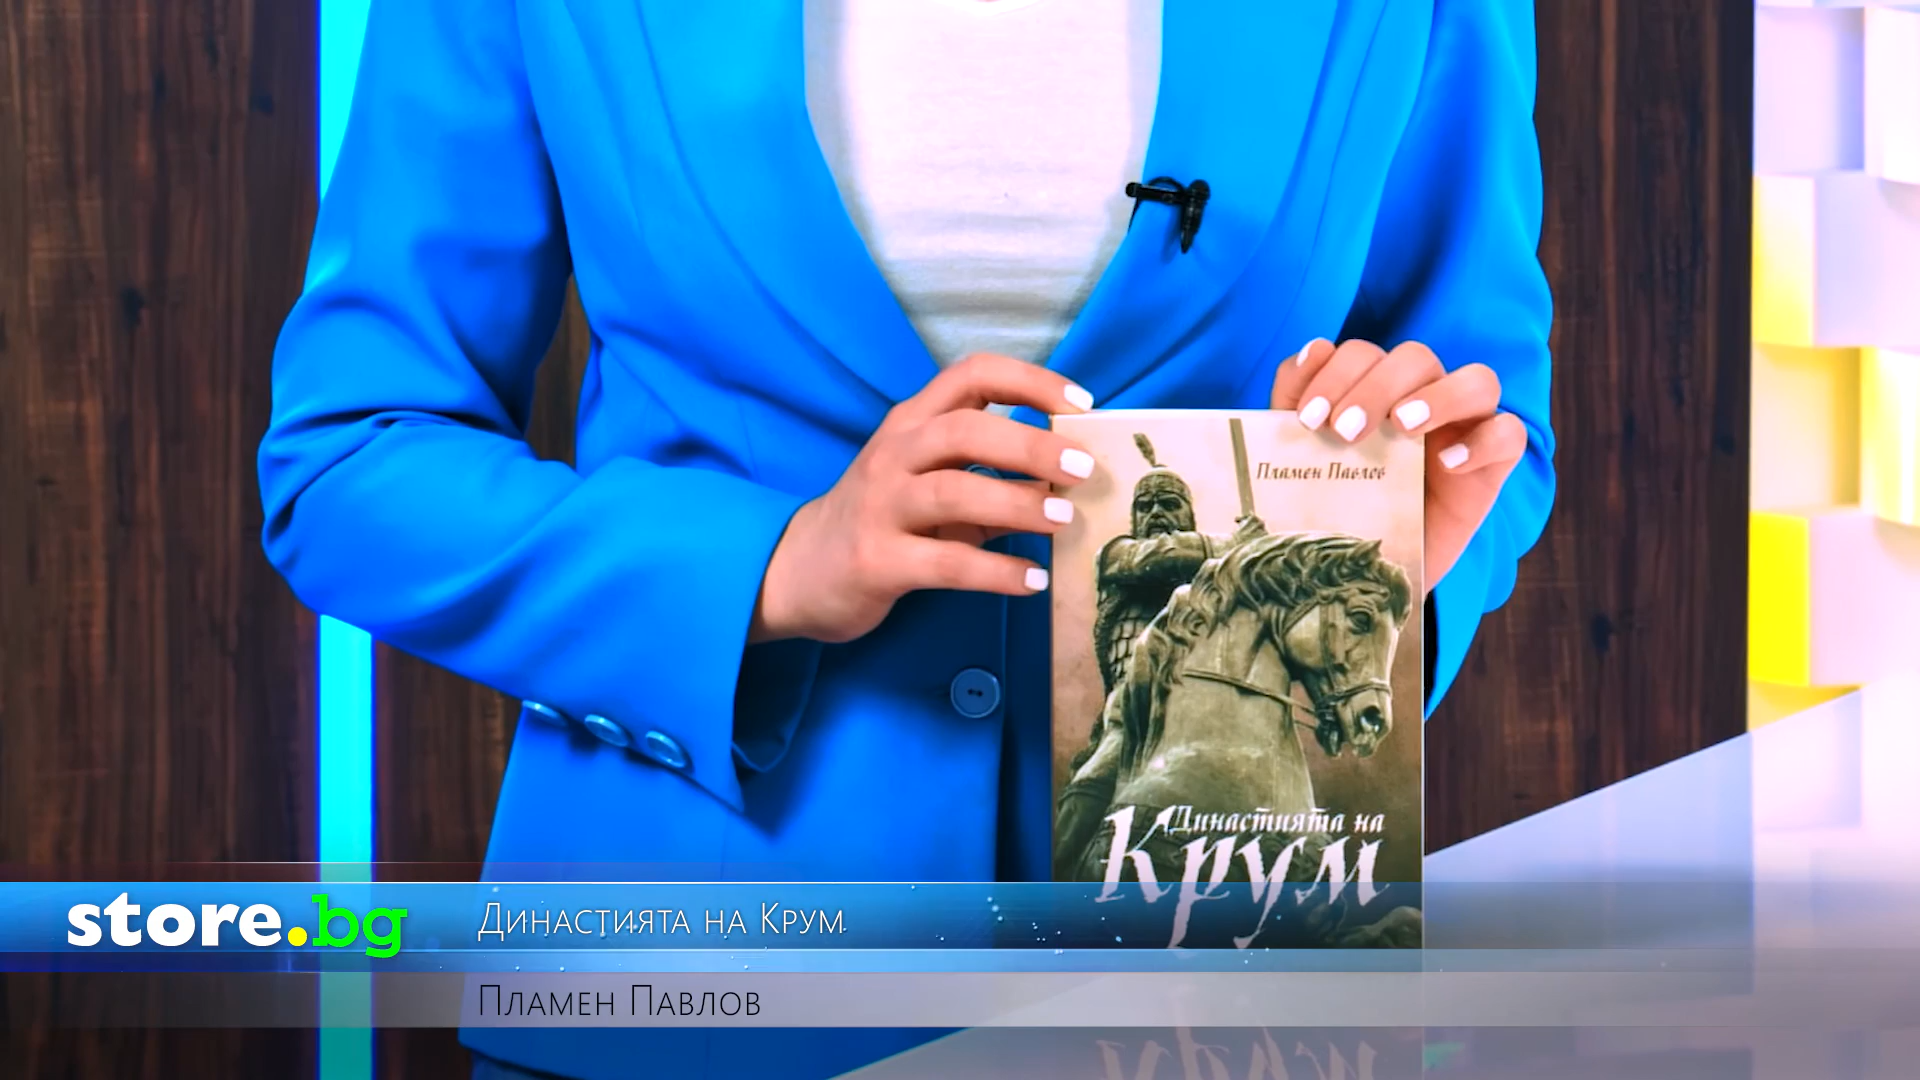 Пламен Павлов
Династията на
Крум
store.bg
Династията на Крум
Пламен Павлов